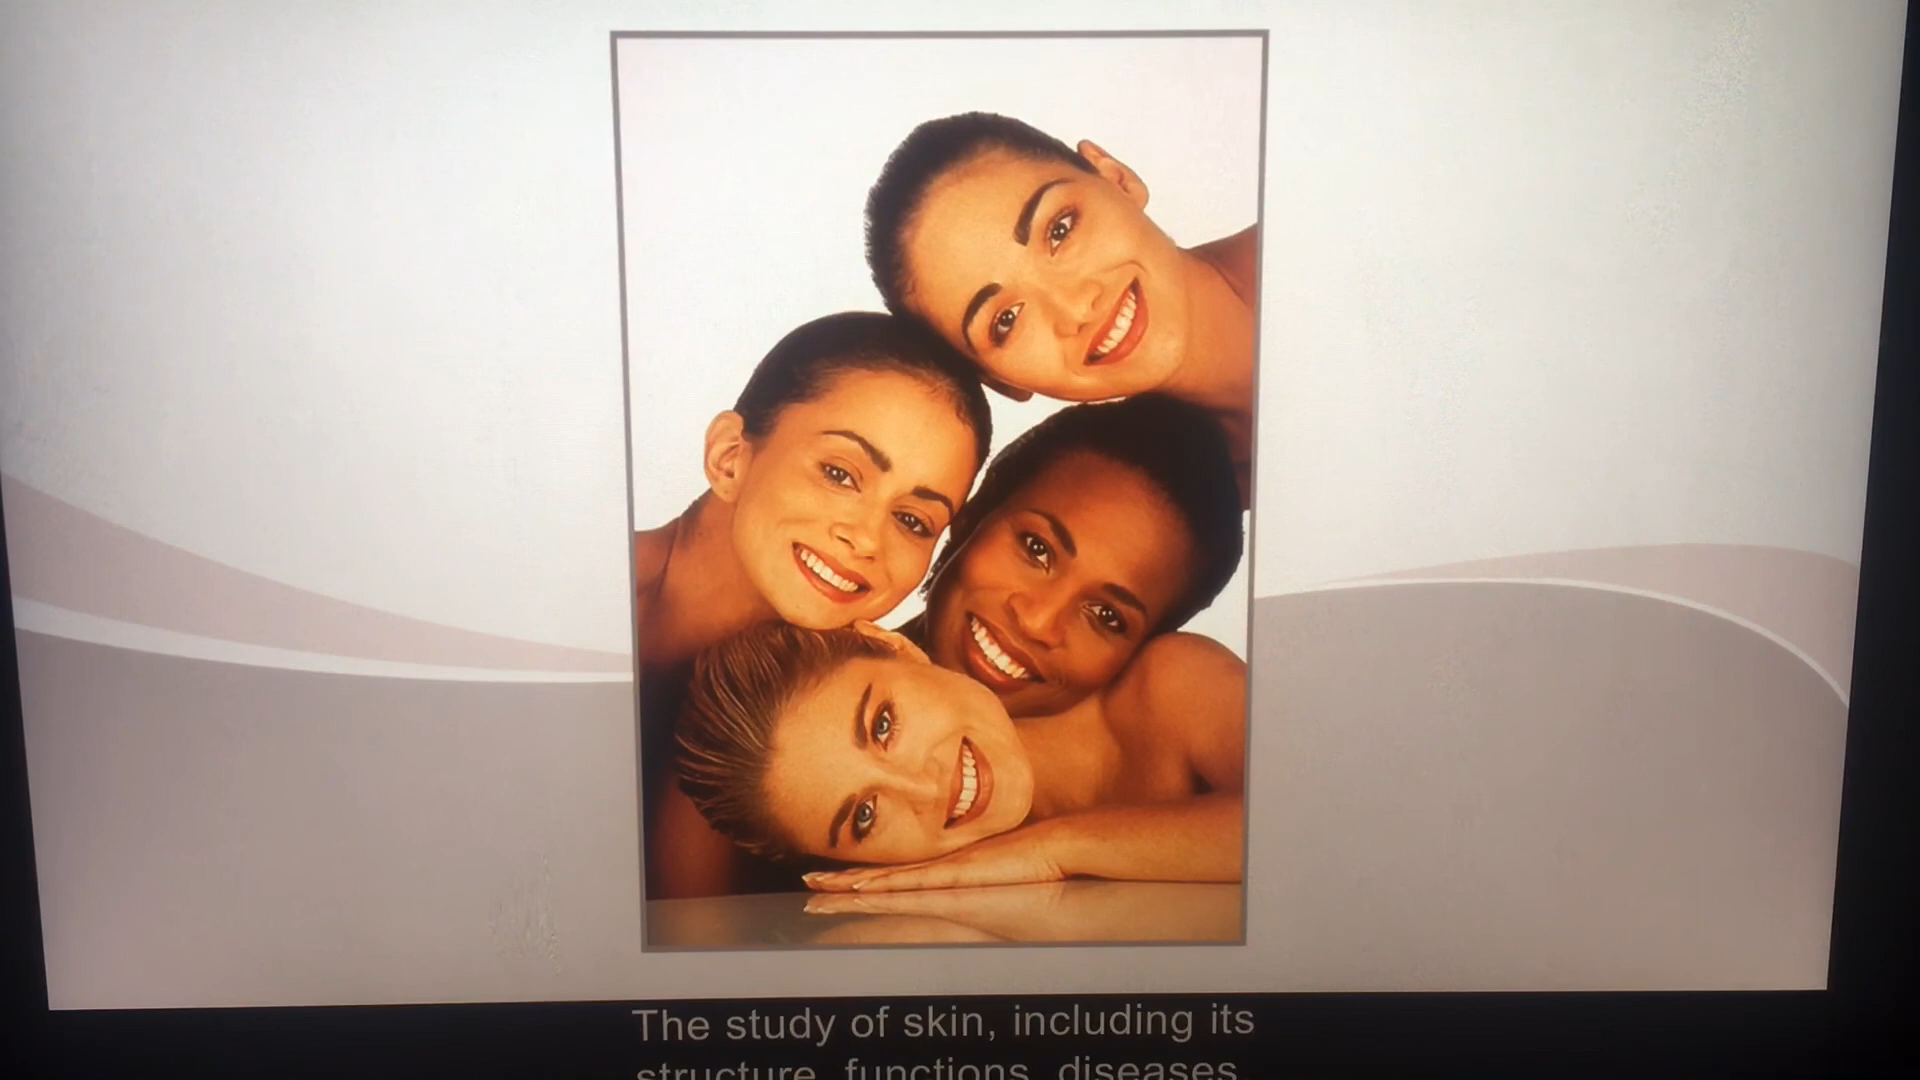 The study of skin, including its
structure, functions, diseases,